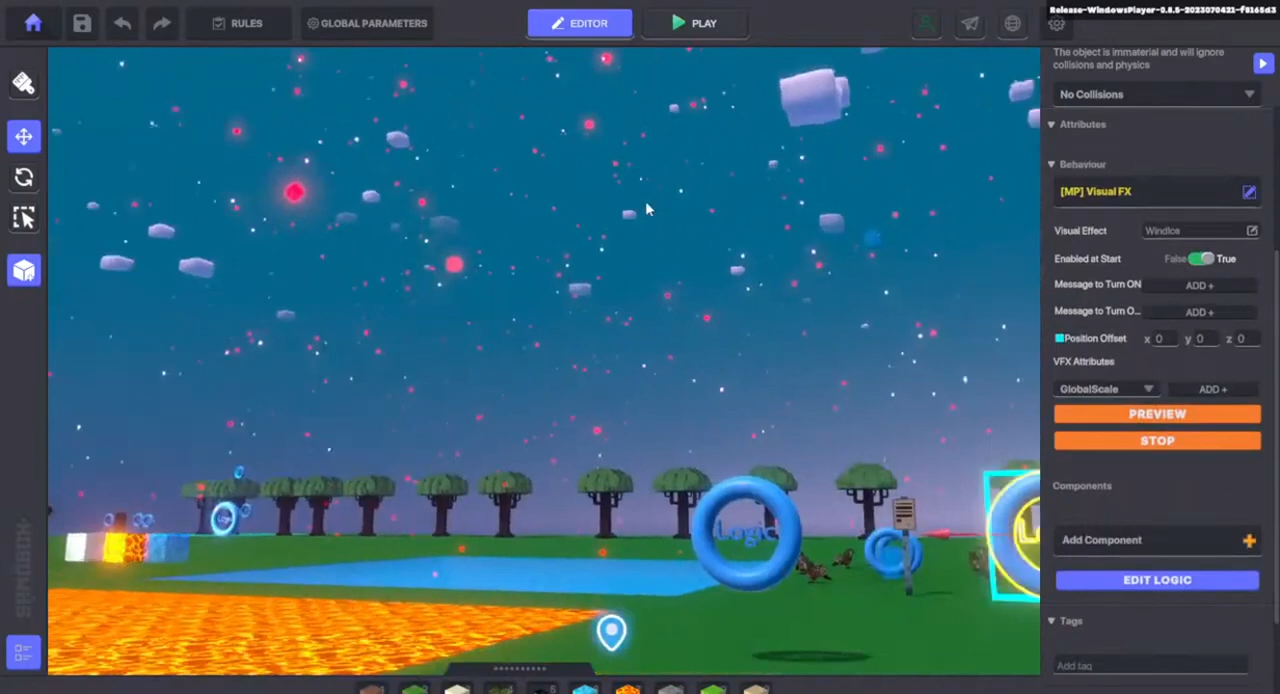 Release-WindowsPlayer-0.8.5-2023070421-f8165d3
RULES
GLOBAL PARAMETERS
EDITOR
PLAY
The object is immaterial and will ignore
collisions and physics
No Collisions
Attributes
Behaviour
[MP] Visual FX
Visual Effect
WindIce
Enabled at Start
False
True
Message to Turn ON
ADD +
Message to Turn O...
ADD +
Position Offset
x 0
y 0
z 0
VFX Attributes
GlobalScale
ADD +
PREVIEW
STOP
Components
Add Component
EDIT LOGIC
Tags
Add tag
Logic
Logic